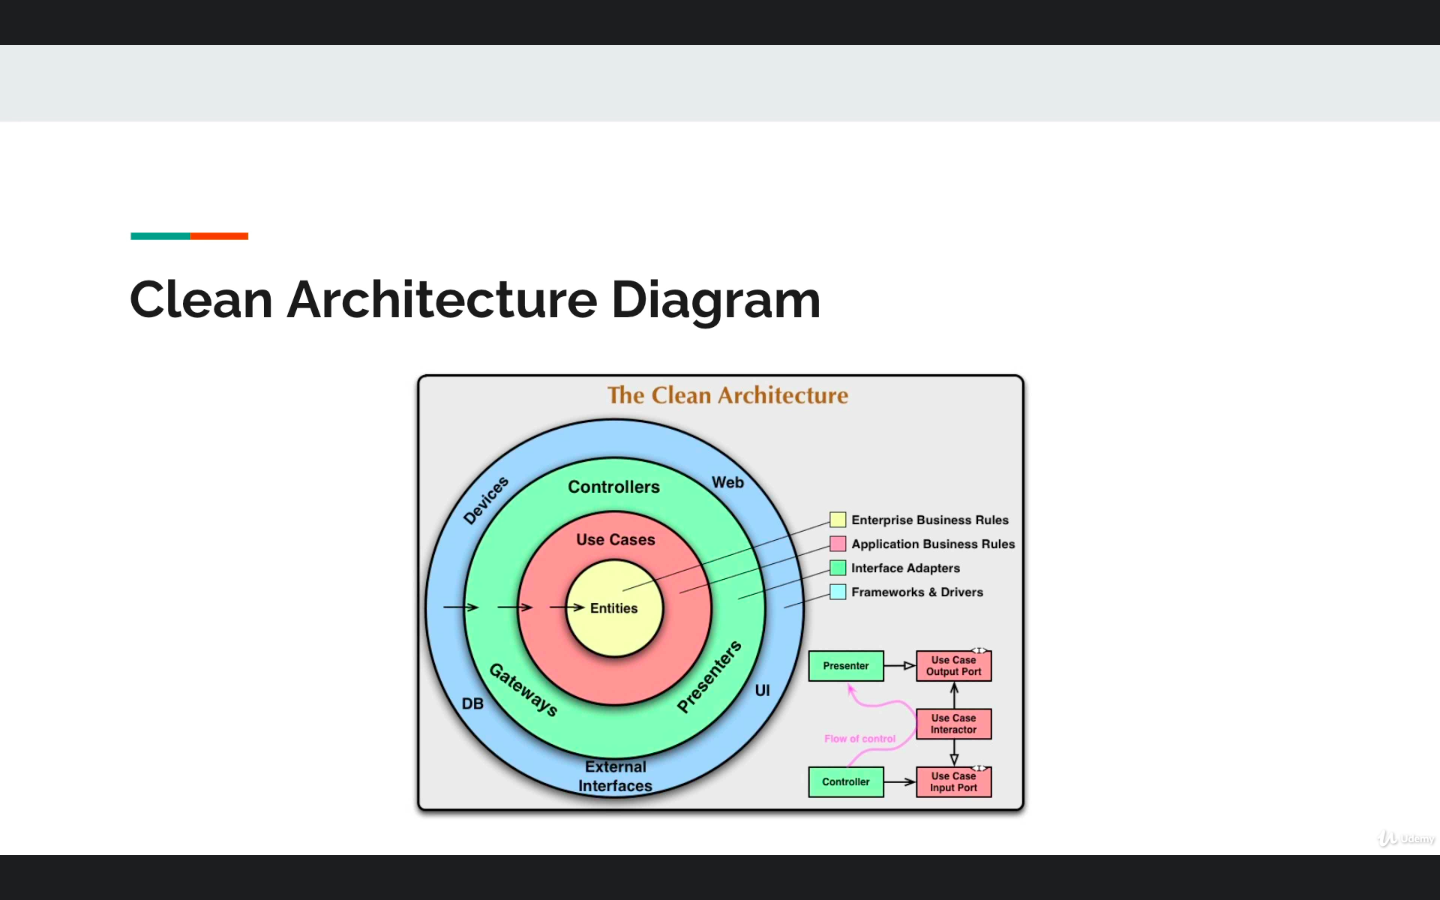 Clean Architecture Diagram
The Clean Architecture
Devices
Web
Controllers
Use Cases
Entities
Gateways
Presenters
DB
UI
External
Interfaces
Enterprise Business Rules
Application Business Rules
Interface Adapters
Frameworks & Drivers
Presenter
Use Case
Output Port
Use Case
Interactor
Flow of control
Controller
Use Case
Input Port
Udemy